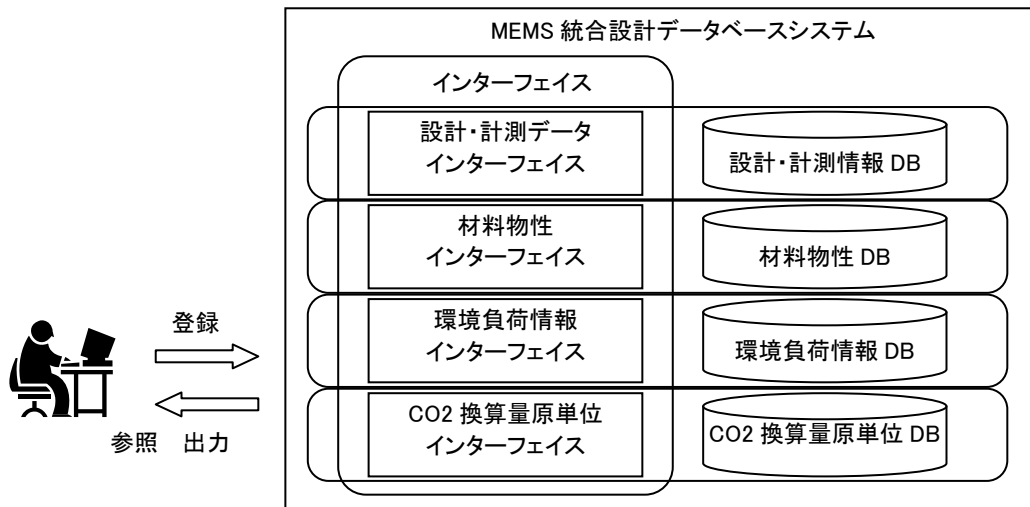 MEMS 統合設計データベースシステム
インターフェイス
設計・計測データ
インターフェイス
設計・計測情報 DB
材料物性
インターフェイス
材料物性 DB
環境負荷情報
インターフェイス
環境負荷情報 DB
CO2 換算量原単位
インターフェイス
CO2 換算量原単位 DB
登録
参照 出力